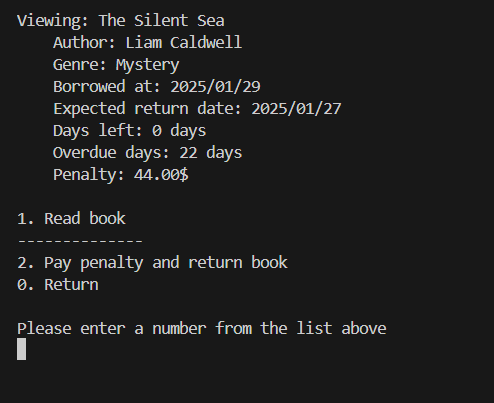 Viewing: The Silent Sea
Author: Liam Caldwell
Genre: Mystery
Borrowed at: 2025/01/29
Expected return date: 2025/01/27
Days left: 0 days
Overdue days: 22 days
Penalty: 44.00$
1. Read book
--------------
2. Pay penalty and return book
0. Return
Please enter a number from the list above